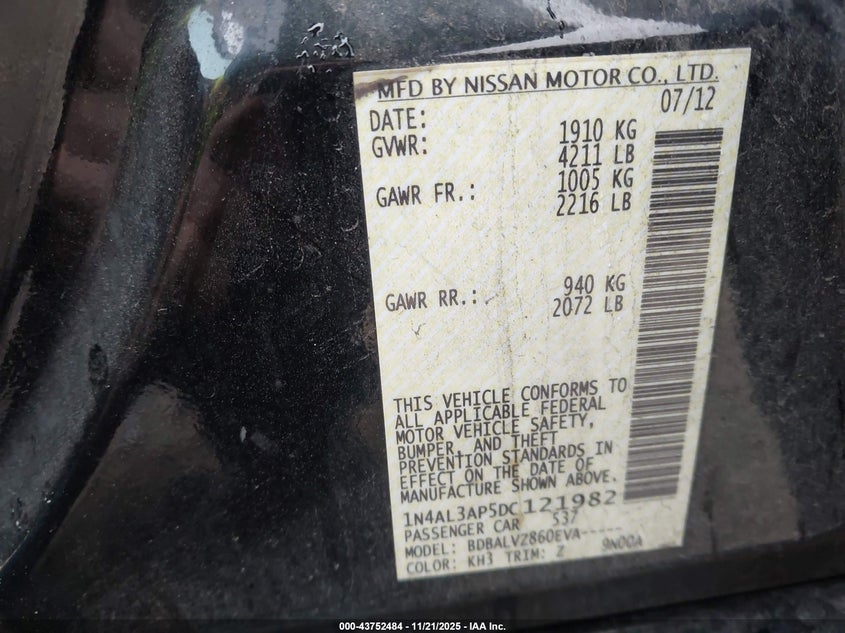 MFD BY NISSAN MOTOR CO., LTD.
DATE: 07/12
GVWR: 1910 KG
4211 LB
GAWR FR.: 1005 KG
2216 LB
GAWR RR.: 940 KG
2072 LB
THIS VEHICLE CONFORMS TO
ALL APPLICABLE FEDERAL
MOTOR VEHICLE SAFETY,
BUMPER, AND THEFT
PREVENTION STANDARDS IN
EFFECT ON THE DATE OF
MANUFACTURE SHOWN ABOVE.
1N4AL3AP5DC121982
PASSENGER CAR 537
MODEL: BDBALVZ860EVA-----
COLOR: KH3 TRIM: Z 9N00A
000-43752484 - 11/21/2025 - IAA Inc.